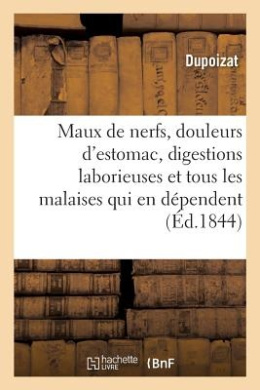 Dupoizat
Maux de nerfs, douleurs
d'estomac, digestions
laborieuses et tous les
malaises qui en dépendent
(Éd.1844)
hachette
LIVRE
{BnF